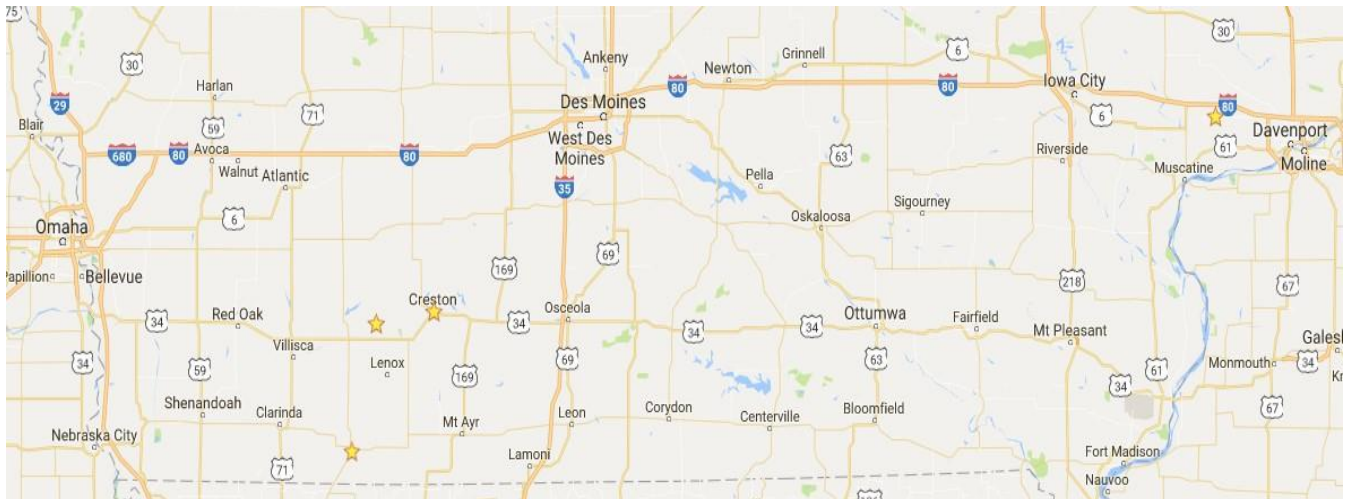 75
30
6
30
Ankeny
Newton
Grinnell
Harlan
29
80
80
Iowa City
71
Des Moines
80
Blair
59
6
West Des
Moines
Davenport
61
680
80
Avoca
80
63
Riverside
Moline
Walnut
Atlantic
35
Pella
Muscatine
Sigourney
6
Oskaloosa
Omaha
69
169
218
Papillion
Bellevue
67
Creston
Osceola
Red Oak
34
34
34
34
Ottumwa
Fairfield
Mt Pleasant
Villisca
34
59
Lenox
169
69
63
61
Monmouth
34
Galesb
Kn
34
Shenandoah
Clarinda
Mt Ayr
Leon
Corydon
Centerville
Bloomfield
67
Nebraska City
71
Lamoni
Fort Madison
Nauvoo